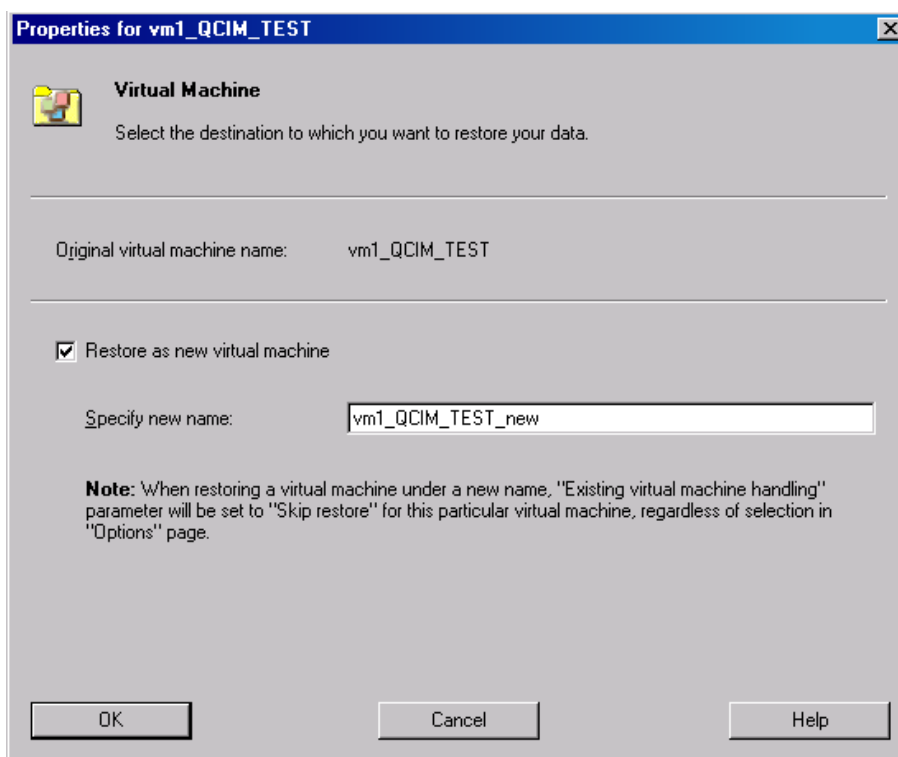 Properties for vm1_QCIM_TEST
Virtual Machine
Select the destination to which you want to restore your data.
Original virtual machine name: vm1_QCIM_TEST
Restore as new virtual machine
Specify new name: vm1_QCIM_TEST_new
Note: When restoring a virtual machine under a new name, "Existing virtual machine handling"
parameter will be set to "Skip restore" for this particular virtual machine, regardless of selection in
"Options" page.
OK Cancel Help